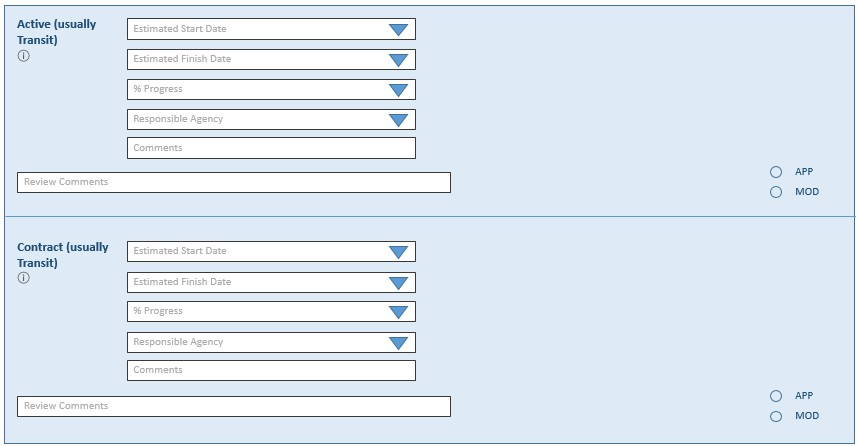 Active (usually
Transit)
Estimated Start Date
Estimated Finish Date
% Progress
Responsible Agency
Comments
Review Comments
APP
MOD
Contract (usually
Transit)
Estimated Start Date
Estimated Finish Date
% Progress
Responsible Agency
Comments
Review Comments
APP
MOD